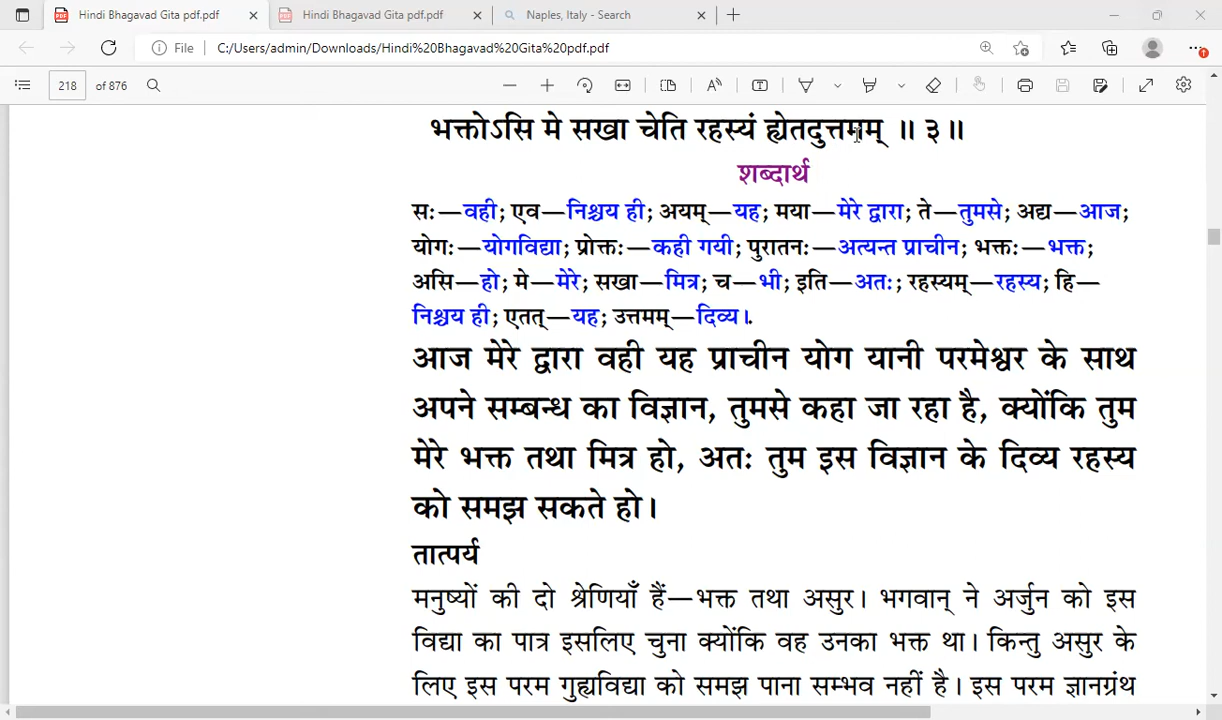 Hindi Bhagavad Gita pdf.pdf
Hindi Bhagavad Gita pdf.pdf
Naples, Italy - Search
File
C:/Users/admin/Downloads/Hindi%20Bhagavad%20Gita%20pdf.pdf
218 of 876
भक्तोऽसि मे सखा चेति रहस्यं ह्येतदुत्तमम् ॥ ३॥
शब्दार्थ
सः—वही; एव—निश्चय ही; अयम्—यह; मया—मेरे द्वारा; ते—तुमसे; अद्य—आज;
योगः—योगविद्या; प्रोक्तः—कही गयी; पुरातनः—अत्यन्त प्राचीन; भक्तः—भक्त;
असि—हो; मे—मेरे; सखा—मित्र; च—भी; इति—अतः; रहस्यम्—रहस्य; हि—
निश्चय ही; एतत्—यह; उत्तमम्—दिव्य।.
आज मेरे द्वारा वही यह प्राचीन योग यानी परमेश्वर के साथ
अपने सम्बन्ध का विज्ञान, तुमसे कहा जा रहा है, क्योंकि तुम
मेरे भक्त तथा मित्र हो, अतः तुम इस विज्ञान के दिव्य रहस्य
को समझ सकते हो।
तात्पर्य
मनुष्यों की दो श्रेणियाँ हैं—भक्त तथा असुर। भगवान् ने अर्जुन को इस
विद्या का पात्र इसलिए चुना क्योंकि वह उनका भक्त था। किन्तु असुर के
लिए इस परम गुह्यविद्या को समझ पाना सम्भव नहीं है। इस परम ज्ञानग्रंथ